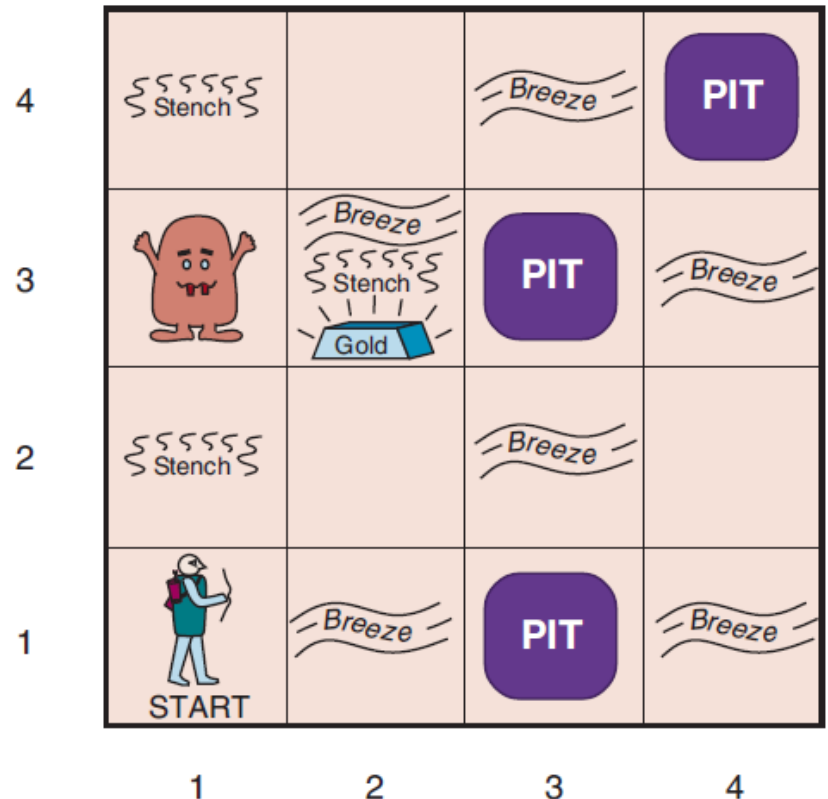 4
Stench
Breeze
PIT
3
Breeze
Stench
Gold
PIT
Breeze
2
Stench
Breeze
1
START
Breeze
PIT
Breeze
1 2 3 4